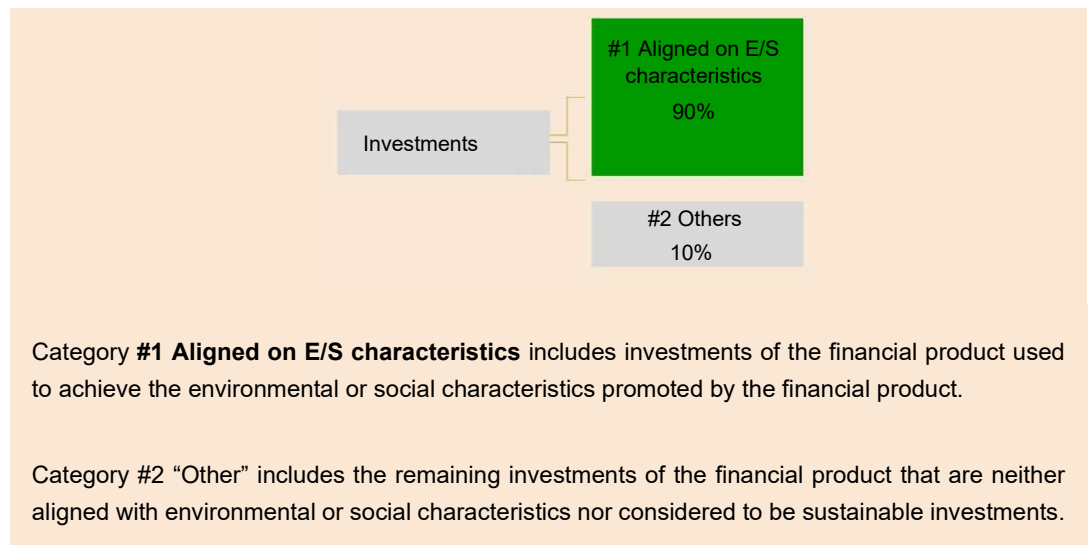 #1 Aligned on E/S
characteristics
90%
Investments
#2 Others
10%
Category #1 Aligned on E/S characteristics includes investments of the financial product used
to achieve the environmental or social characteristics promoted by the financial product.
Category #2 “Other” includes the remaining investments of the financial product that are neither
aligned with environmental or social characteristics nor considered to be sustainable investments.